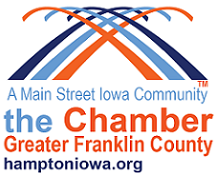 TM
A Main Street Iowa Community
the Chamber
Greater Franklin County
hamptoniowa.org